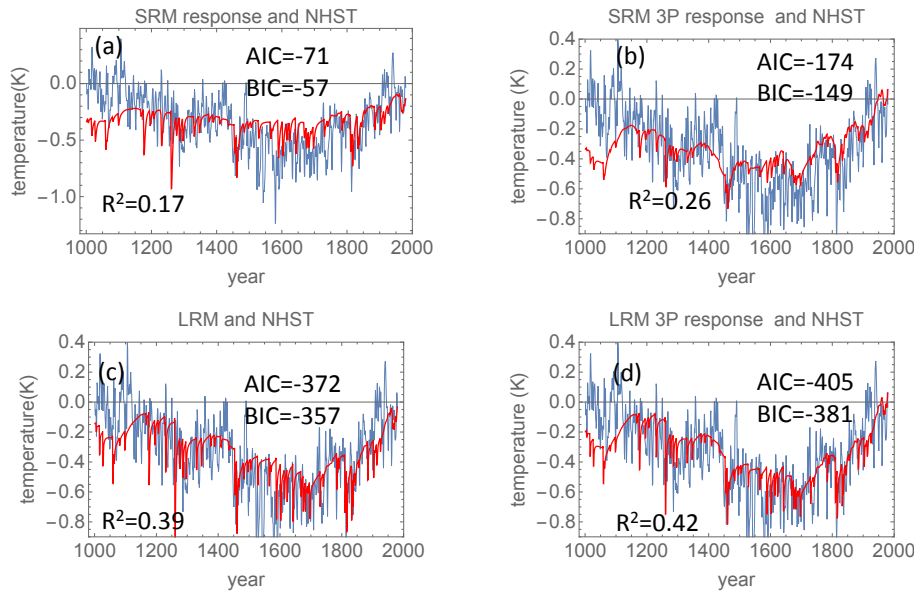 SRM response and NHST
(a)
AIC=-71
BIC=-57
R²=0.17
temperature(K)
0.0
−0.5
−1.0
1000 1200 1400 1600 1800 2000
year
SRM 3P response and NHST
(b)
AIC=-174
BIC=-149
R²=0.26
temperature (K)
0.4
0.2
0.0
−0.2
−0.4
−0.6
−0.8
1000 1200 1400 1600 1800 2000
year
LRM and NHST
(c)
AIC=-372
BIC=-357
R²=0.39
temperature(K)
0.4
0.2
0.0
−0.2
−0.4
−0.6
−0.8
1000 1200 1400 1600 1800 2000
year
LRM 3P response and NHST
(d)
AIC=-405
BIC=-381
R²=0.42
temperature (K)
0.4
0.2
0.0
−0.2
−0.4
−0.6
−0.8
1000 1200 1400 1600 1800 2000
year